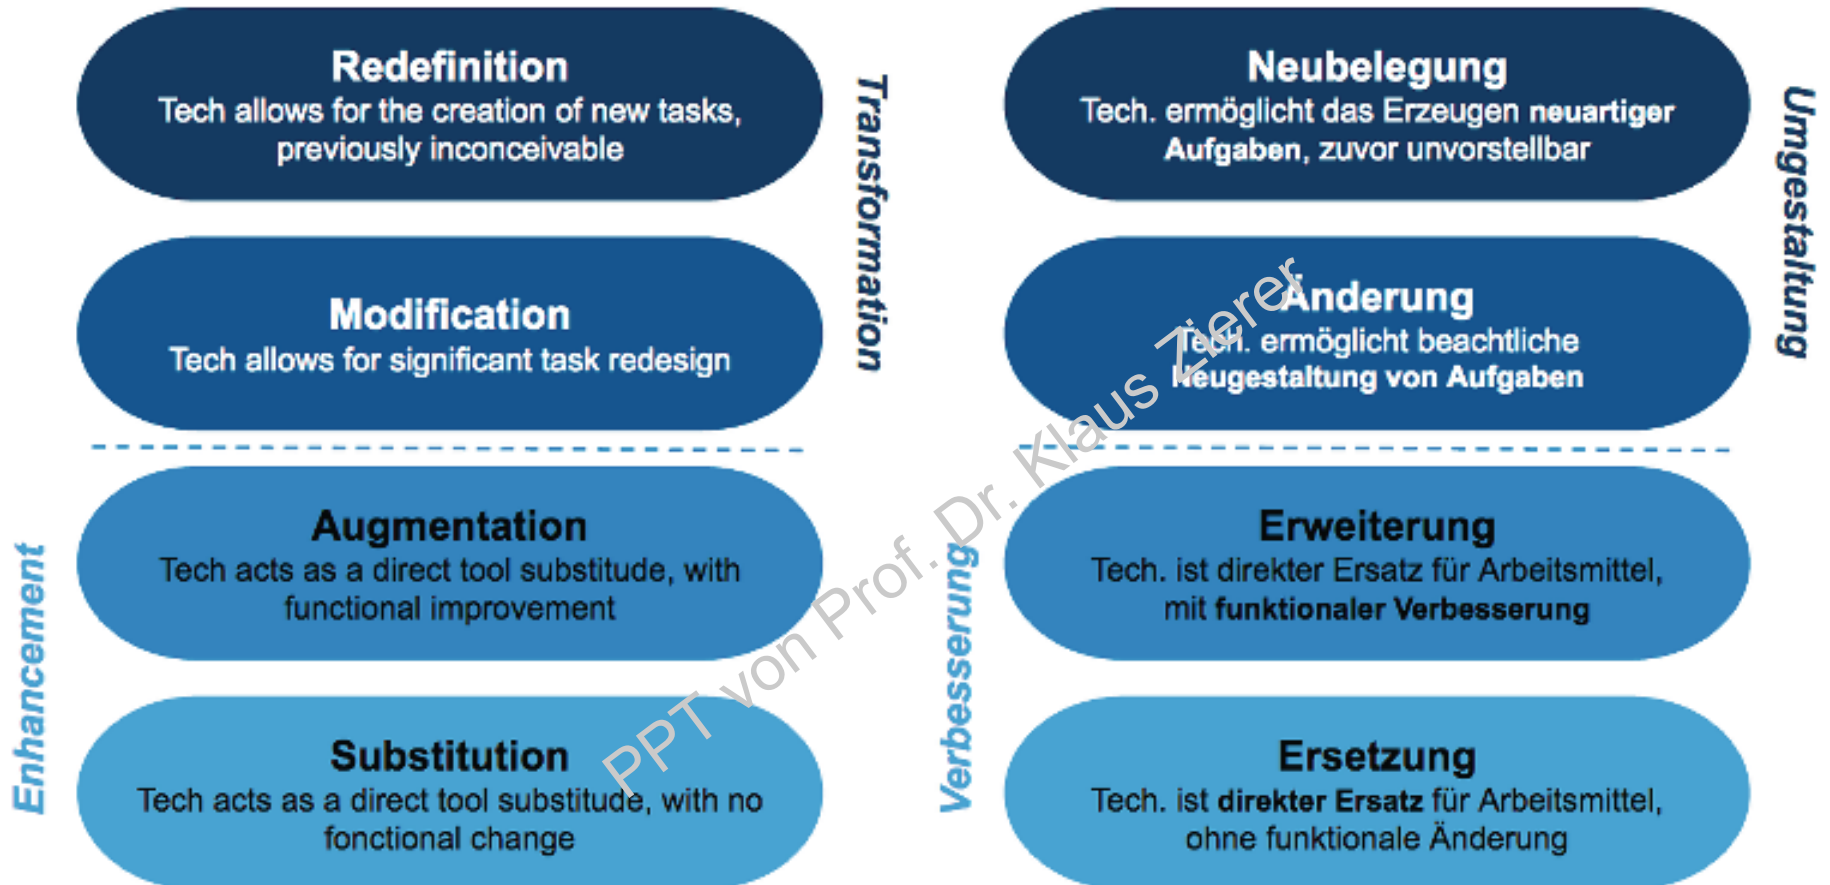 Redefinition
Tech allows for the creation of new tasks,
previously inconceivable
Modification
Tech allows for significant task redesign
Transformation
Augmentation
Tech acts as a direct tool substitude, with
functional improvement
Substitution
Tech acts as a direct tool substitude, with no
fonctional change
Enhancement
Neubelegung
Tech. ermöglicht das Erzeugen neuartiger
Aufgaben, zuvor unvorstellbar
Änderung
Tech. ermöglicht beachtliche
Neugestaltung von Aufgaben
Umgestaltung
Erweiterung
Tech. ist direkter Ersatz für Arbeitsmittel,
mit funktionaler Verbesserung
Ersetzung
Tech. ist direkter Ersatz für Arbeitsmittel,
ohne funktionale Änderung
Verbesserung
PPT von Prof. Dr. Klaus Zierer